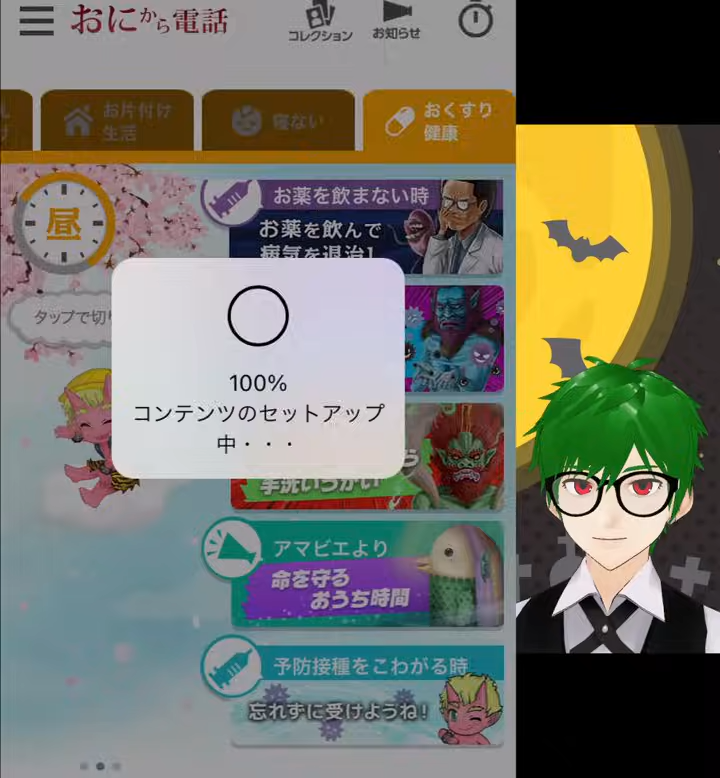 おにから電話
コレクション
お知らせ
お片付け
生活
寝ない
おくすり
健康
昼
お薬を飲まない時
お薬を飲んで
病気を退治!
タップで切り
100%
コンテンツのセットアップ
中・・・
手洗いうがい
アマビエより
命を守る
おうち時間
予防接種をこわがる時
忘れずに受けようね!